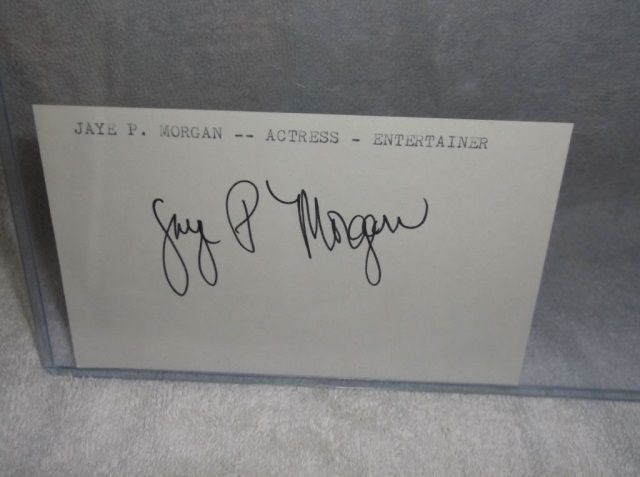 JAYE P. MORGAN -- ACTRESS - ENTERTAINER
Jaye P Morgan